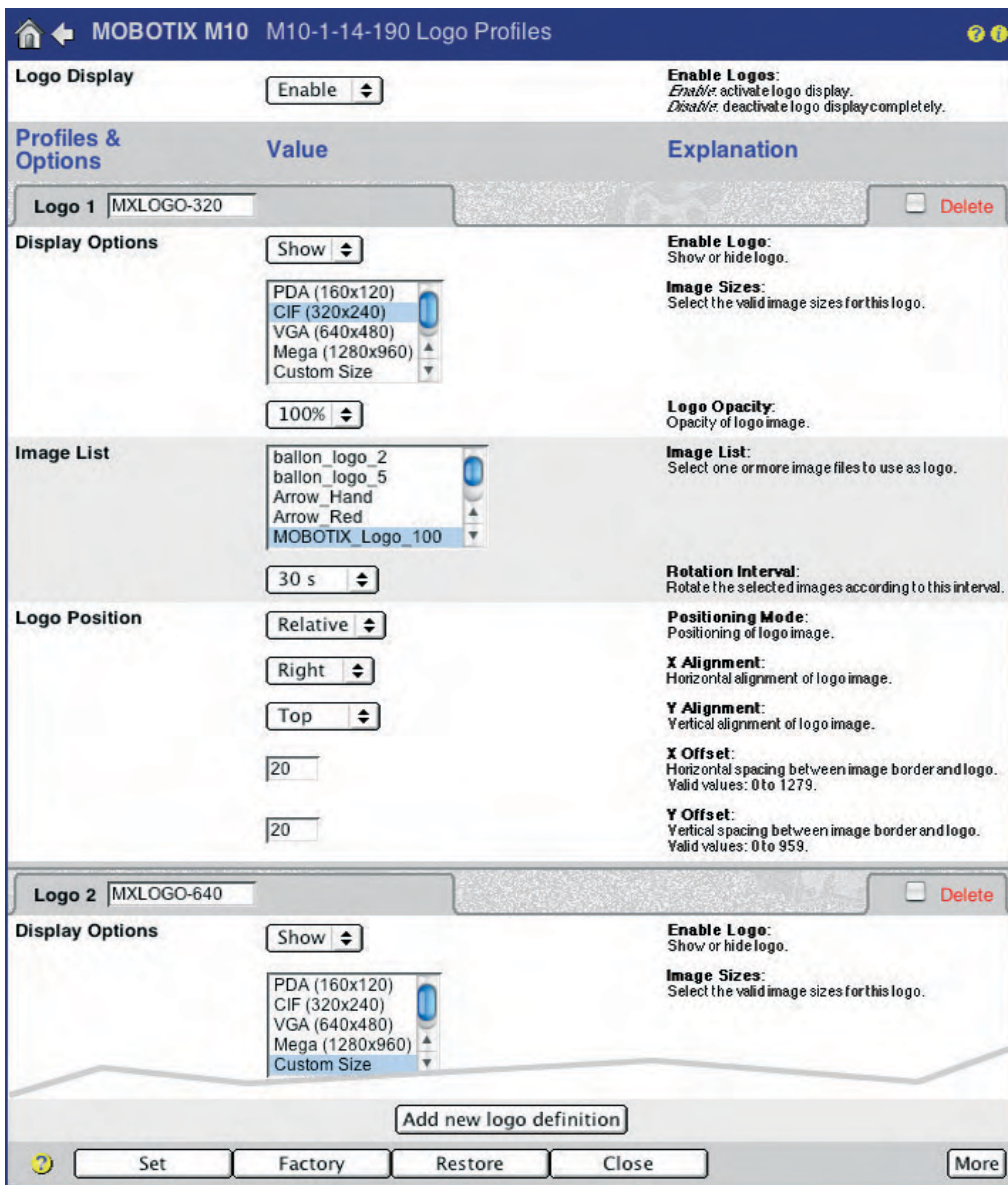 MOBOTIX M10 M10-1-14-190 Logo Profiles
Logo Display
Enable
Enable Logos:
Enable: activate logo display.
Disable: deactivate logo display completely.
Profiles & Options
Value
Explanation
Logo 1 MXLOGO-320
Delete
Display Options
Show
Enable Logo:
Show or hide logo.
PDA (160x120)
CIF (320x240)
VGA (640x480)
Mega (1280x960)
Custom Size
Image Sizes:
Select the valid image sizes for this logo.
100%
Logo Opacity:
Opacity of logo image.
Image List
ballon_logo_2
ballon_logo_5
Arrow_Hand
Arrow_Red
MOBOTIX_Logo_100
Image List:
Select one or more image files to use as logo.
30 s
Rotation Interval:
Rotate the selected images according to this interval.
Logo Position
Relative
Positioning Mode:
Positioning of logo image.
Right
X Alignment:
Horizontal alignment of logo image.
Top
Y Alignment:
Vertical alignment of logo image.
20
X Offset:
Horizontal spacing between image border and logo.
Valid values: 0 to 1279.
20
Y Offset:
Vertical spacing between image border and logo.
Valid values: 0 to 959.
Logo 2 MXLOGO-640
Delete
Display Options
Show
Enable Logo:
Show or hide logo.
PDA (160x120)
CIF (320x240)
VGA (640x480)
Mega (1280x960)
Custom Size
Image Sizes:
Select the valid image sizes for this logo.
Add new logo definition
? Set Factory Restore Close More